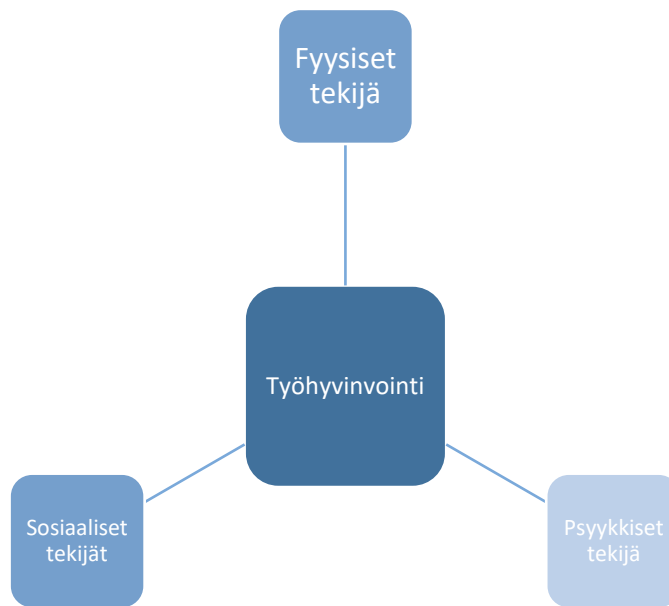 Fyysiset
tekijä
Työhyvinvointi
Sosiaaliset
tekijät
Psyykkiset
tekijä